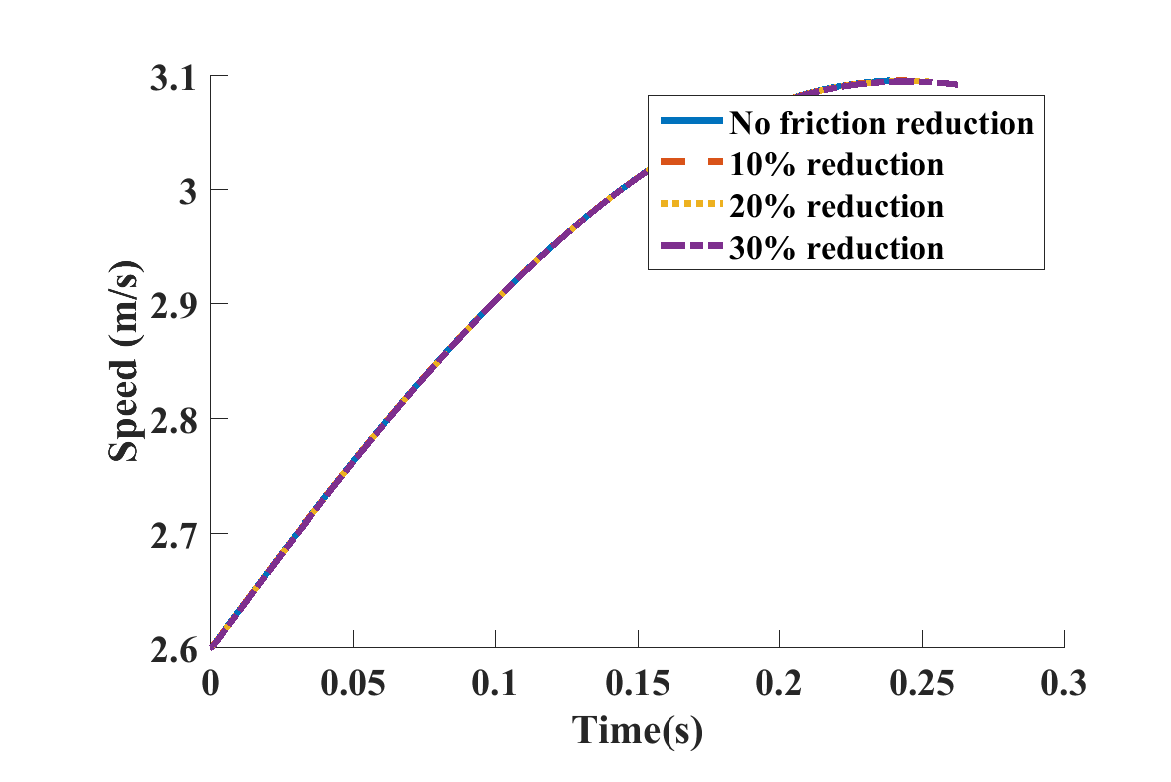 3.1
3
2.9
2.8
2.7
2.6
Speed (m/s)
No friction reduction
10% reduction
20% reduction
30% reduction
0 0.05 0.1 0.15 0.2 0.25 0.3
Time(s)